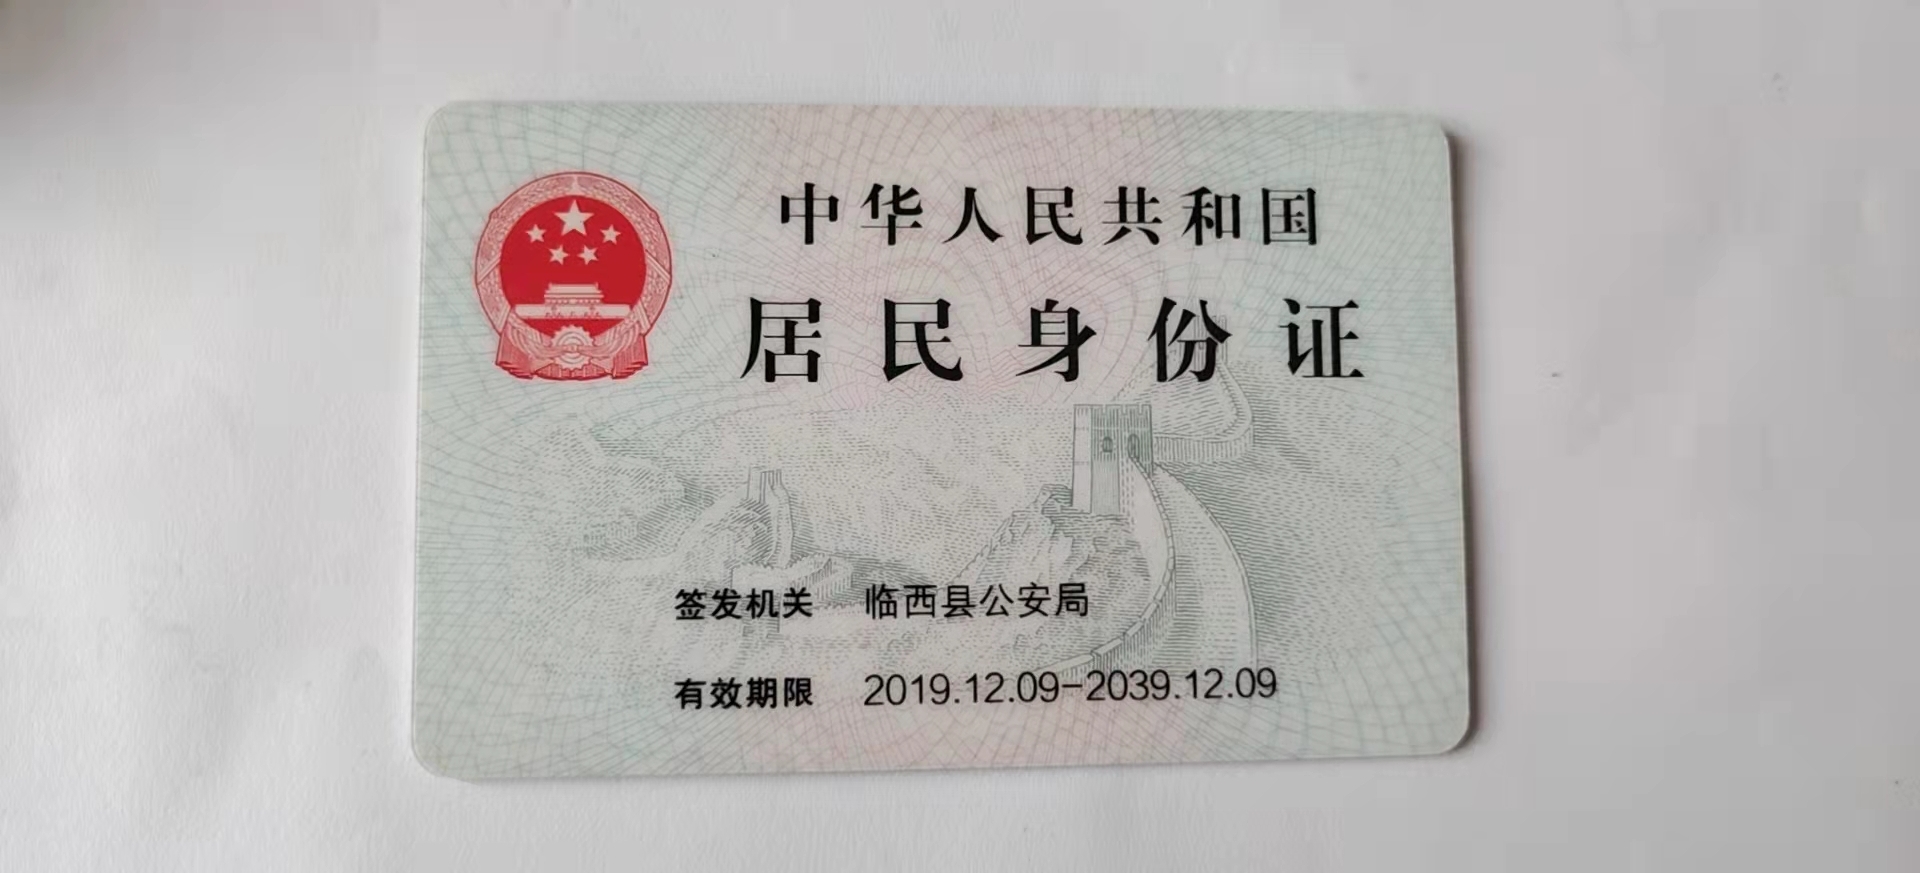 中华人民共和国
居民身份证
签发机关 临西县公安局
有效期限 2019.12.09-2039.12.09